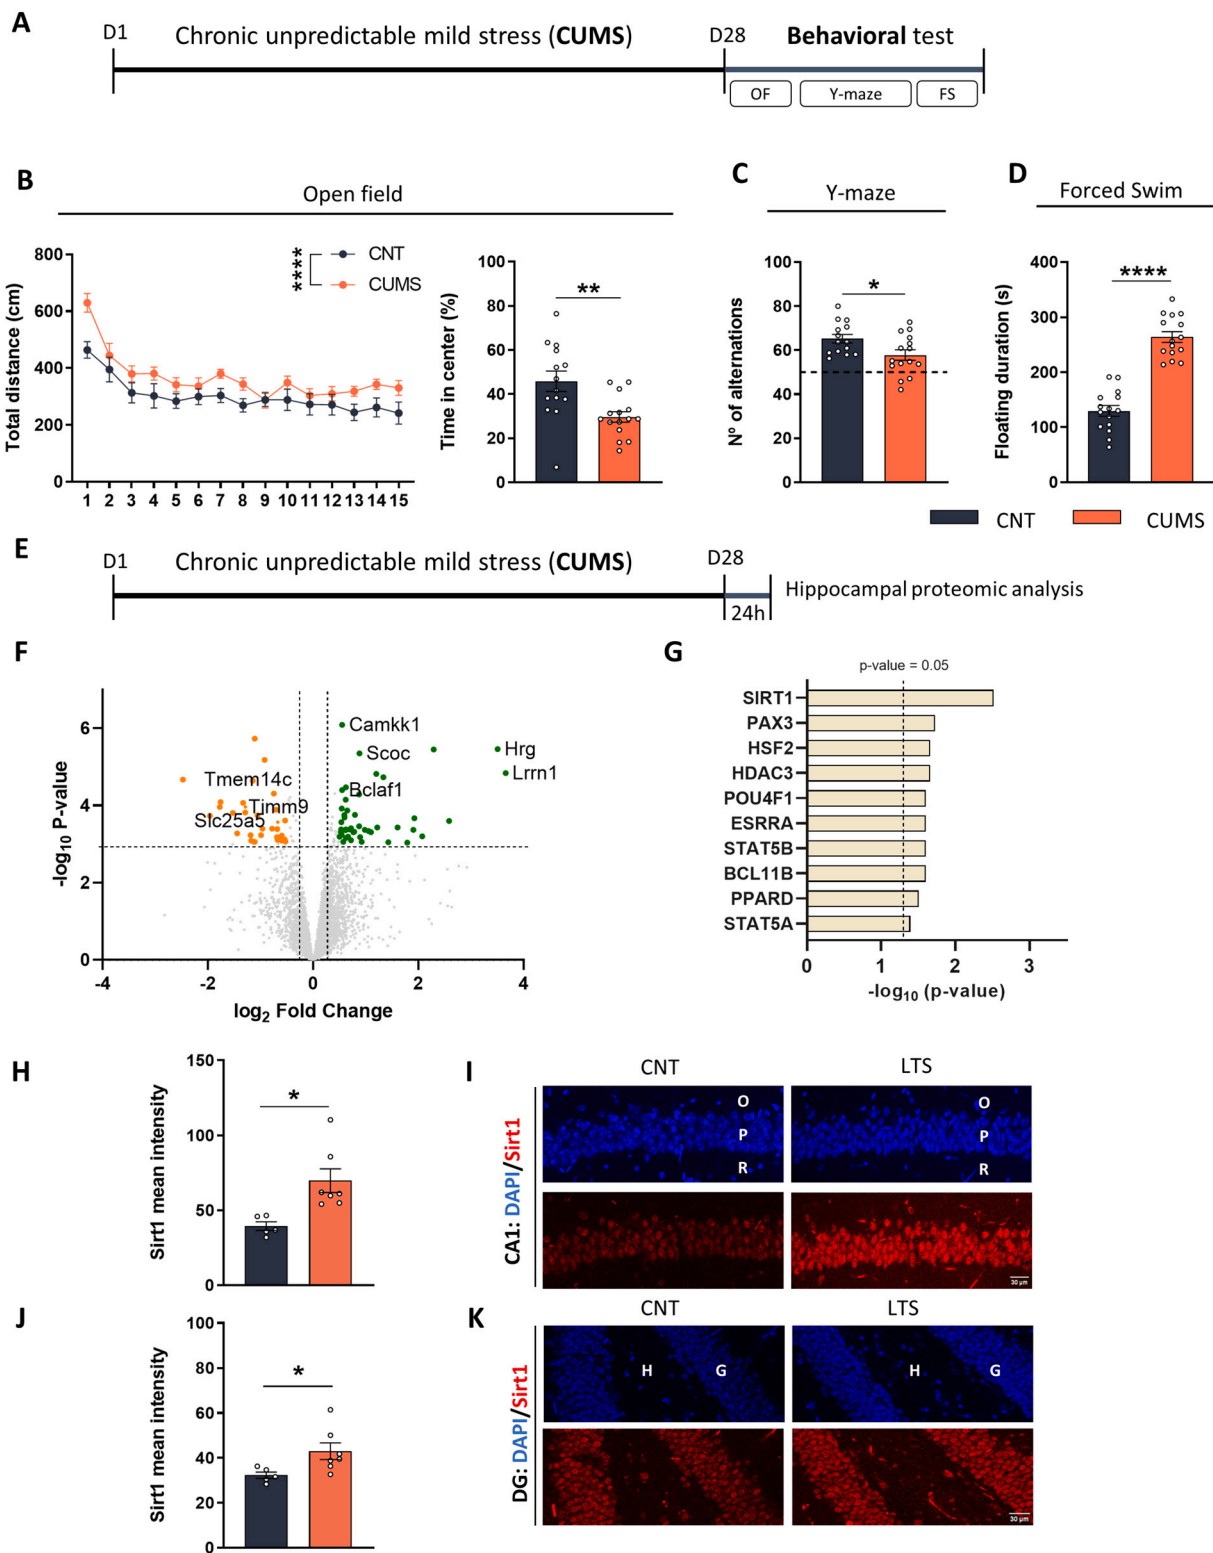 A
D1
Chronic unpredictable mild stress (CUMS)
D28
Behavioral test
OF
Y-maze
FS
B
Open field
C
Y-maze
D
Forced Swim
Total distance (cm)
800
600
400
200
0
1 2 3 4 5 6 7 8 9 10 11 12 13 14 15
****
CNT
CUMS
Time in center (%)
100
80
60
40
20
0
**
Nº of alternations
100
80
60
40
20
0
*
Floating duration (s)
400
300
200
100
0
****
CNT
CUMS
E
D1
Chronic unpredictable mild stress (CUMS)
D28
24h
Hippocampal proteomic analysis
F
-log10 P-value
6
4
2
0
-4 -2 0 2 4
log2 Fold Change
Camkk1
Scoc
Hrg
Lrrn1
Bclaf1
Tmem14c
Timm9
Slc25a5
G
p-value = 0.05
SIRT1
PAX3
HSF2
HDAC3
POU4F1
ESRRA
STAT5B
BCL11B
PPARD
STAT5A
0 1 2 3
-log10 (p-value)
H
Sirt1 mean intensity
150
100
50
0
*
I
CNT
LTS
CA1: DAPI/Sirt1
O
P
R
O
P
R
30 µm
J
Sirt1 mean intensity
100
80
60
40
20
0
*
K
CNT
LTS
DG: DAPI/Sirt1
H
G
H
G
30 µm